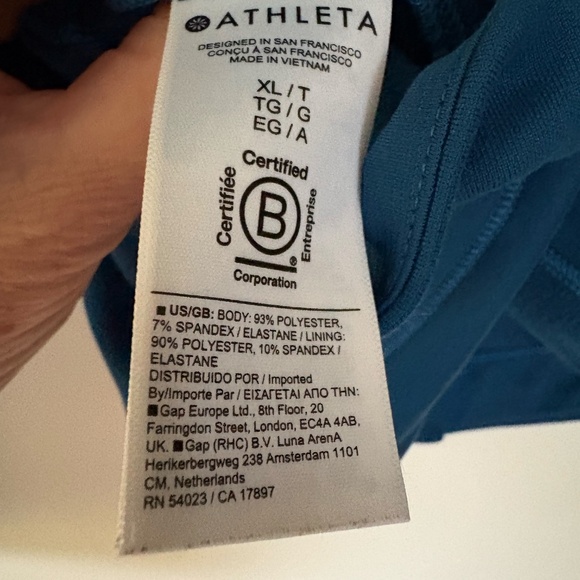 ATHLETA
DESIGNED IN SAN FRANCISCO
CONÇU À SAN FRANCISCO
MADE IN VIETNAM
XL / T
TG / G
EG / A
Certified
Certifiée
B
Entreprise
®
Corporation
■ US/GB: BODY: 93% POLYESTER,
7% SPANDEX / ELASTANE / LINING:
90% POLYESTER, 10% SPANDEX /
ELASTANE
DISTRIBUIDO POR / Imported
By/Importe Par / ΕΙΣΑΓΕΤΑΙ ΑΠΟ ΤΗΝ:
■ Gap Europe Ltd., 8th Floor, 20
Farringdon Street, London, EC4A 4AB,
UK. ■ Gap (RHC) B.V. Luna ArenA
Herikerbergweg 238 Amsterdam 1101
CM, Netherlands
RN 54023 / CA 17897